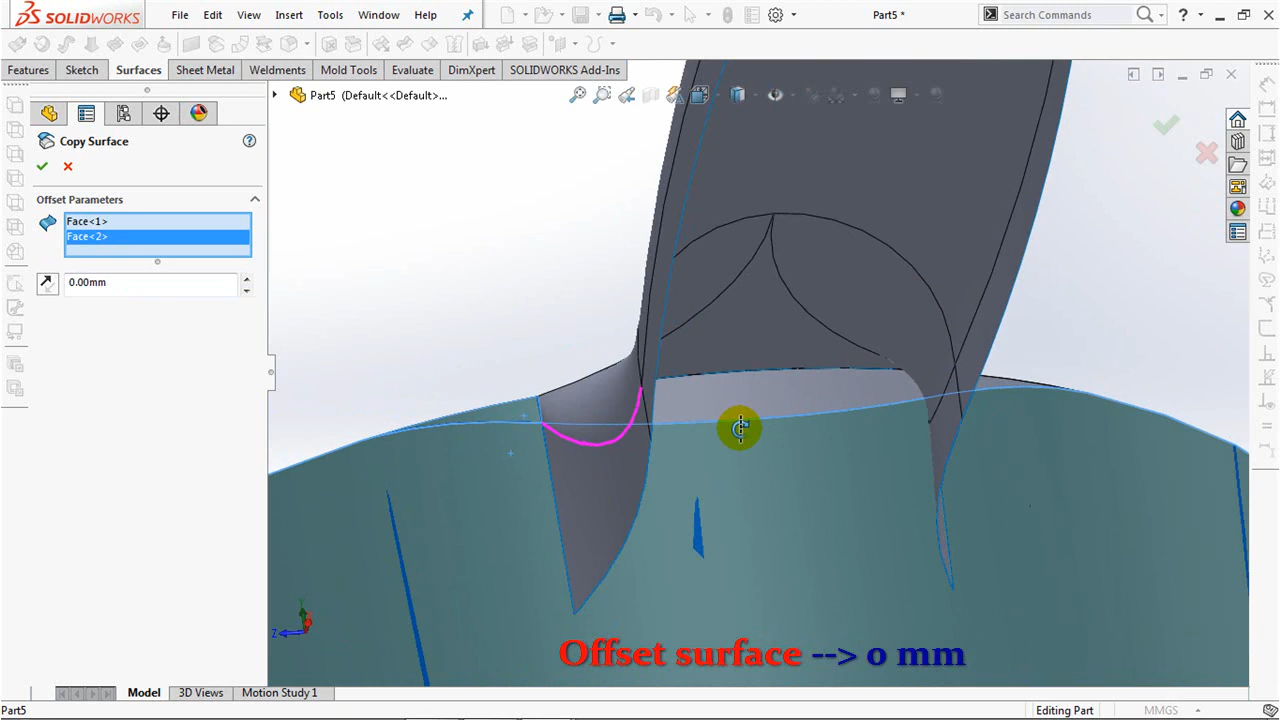 SOLIDWORKS File Edit View Insert Tools Window Help Part5 * Search Commands ?
Features Sketch Surfaces Sheet Metal Weldments Mold Tools Evaluate DimXpert SOLIDWORKS Add-Ins
Part5 (Default<<Default>...
Copy Surface
Offset Parameters
Face<1>
Face<2>
0.00mm
Z
Offset surface --> 0 mm
Model 3D Views Motion Study 1
Part5 Editing Part MMGS